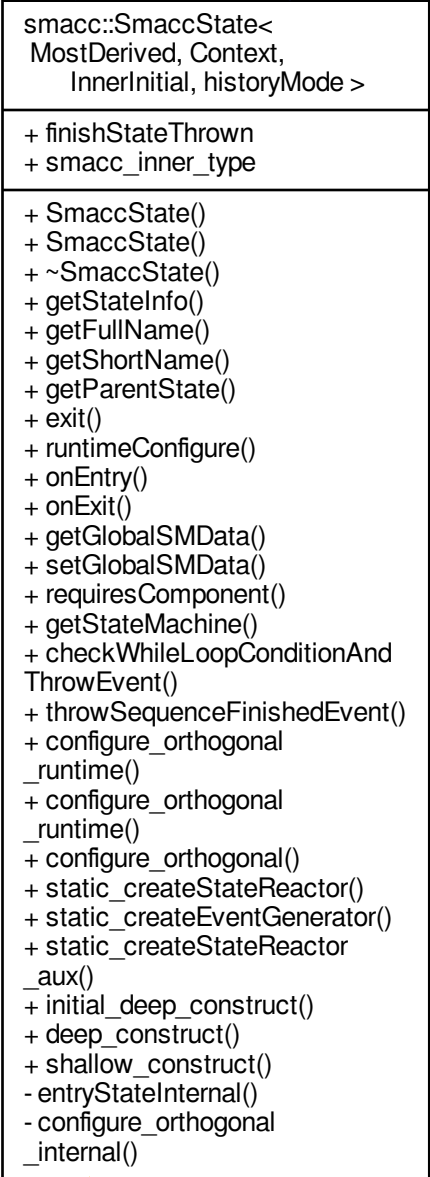 smacc::SmaccState<
MostDerived, Context,
InnerInitial, historyMode >
+ finishStateThrown
+ smacc_inner_type
+ SmaccState()
+ SmaccState()
+ ~SmaccState()
+ getStateInfo()
+ getFullName()
+ getShortName()
+ getParentState()
+ exit()
+ runtimeConfigure()
+ onEntry()
+ onExit()
+ getGlobalSMData()
+ setGlobalSMData()
+ requiresComponent()
+ getStateMachine()
+ checkWhileLoopConditionAnd
ThrowEvent()
+ throwSequenceFinishedEvent()
+ configure_orthogonal
_runtime()
+ configure_orthogonal
_runtime()
+ configure_orthogonal()
+ static_createStateReactor()
+ static_createEventGenerator()
+ static_createStateReactor
_aux()
+ initial_deep_construct()
+ deep_construct()
+ shallow_construct()
- entryStateInternal()
- configure_orthogonal
_internal()